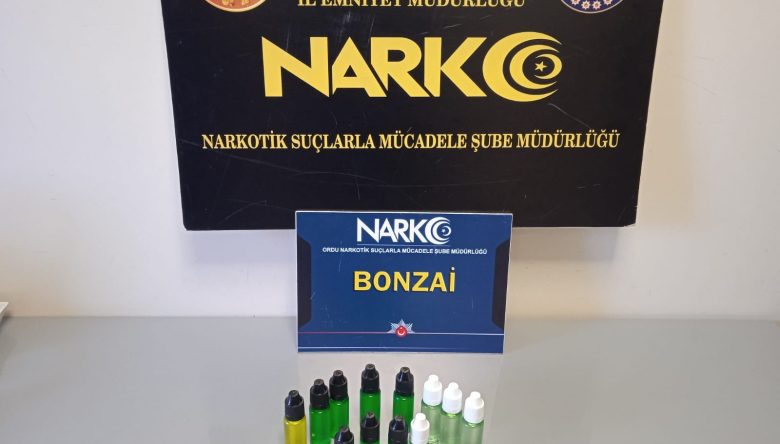 İL EMNİYET MÜDÜRLÜĞÜ
NARKO
NARKOTİK SUÇLARLA MÜCADELE ŞUBE MÜDÜRLÜĞÜ
NARKO
ORDU NARKOTİK SUÇLARLA MÜCADELE ŞUBE MÜDÜRLÜĞÜ
BONZAİ